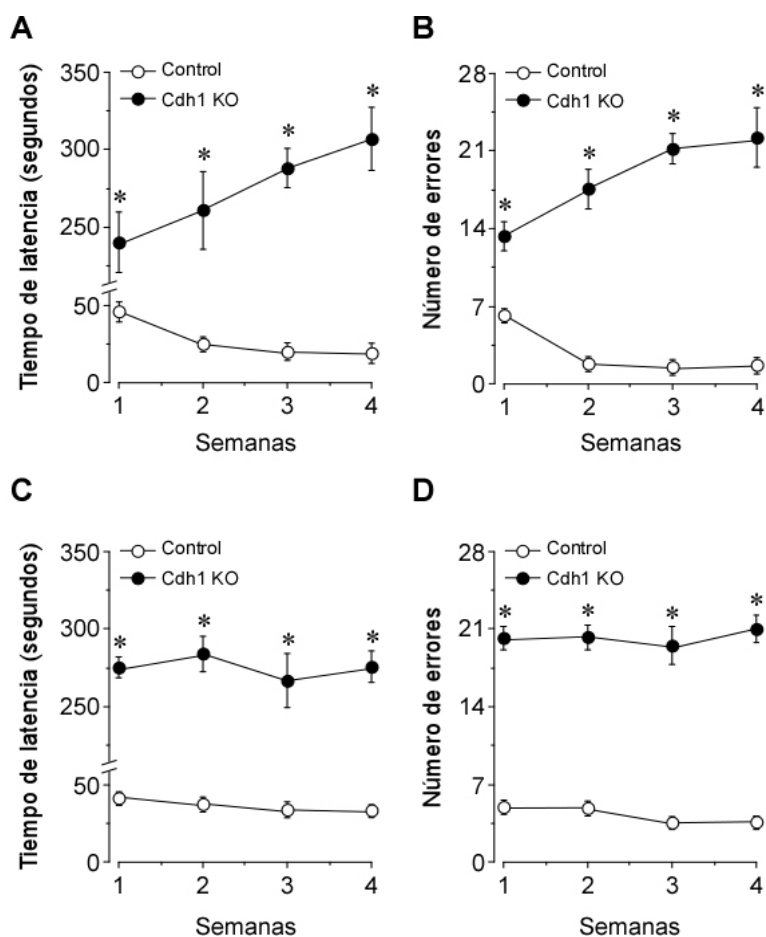 A
Tiempo de latencia (segundos)
350
300
250
50
0
Control
Cdh1 KO
*
*
*
*
1 2 3 4
Semanas
B
Número de errores
28
21
14
7
0
Control
Cdh1 KO
*
*
*
*
1 2 3 4
Semanas
C
Tiempo de latencia (segundos)
350
300
250
50
0
Control
Cdh1 KO
*
*
*
*
1 2 3 4
Semanas
D
Número de errores
28
21
14
7
0
Control
Cdh1 KO
*
*
*
*
1 2 3 4
Semanas